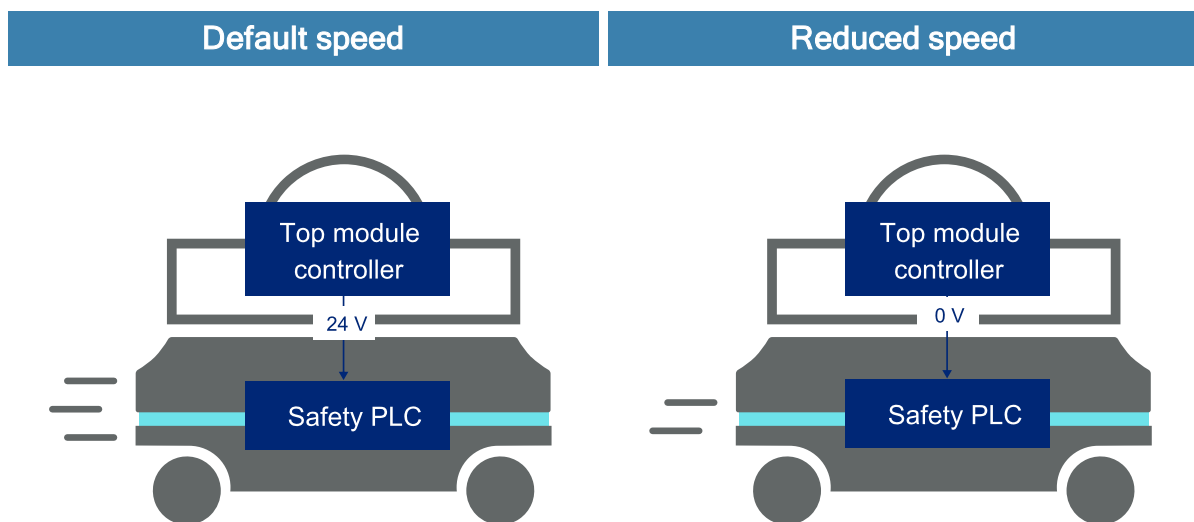 Default speed
Reduced speed
Top module
controller
24 V
Safety PLC
Top module
controller
0 V
Safety PLC